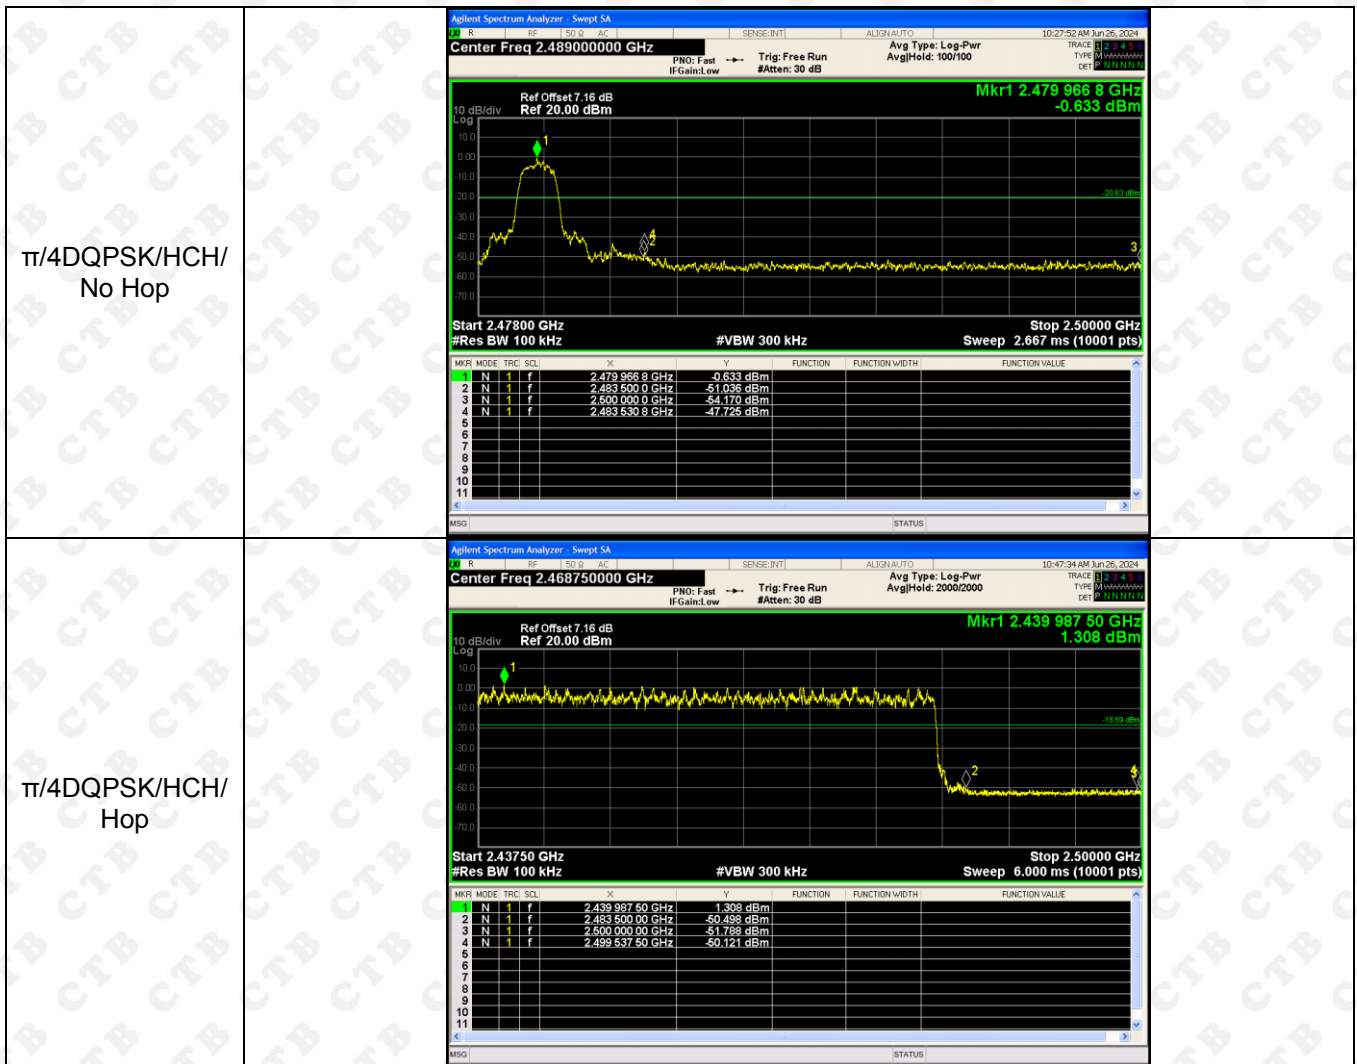 π/4DQPSK/HCH/
No Hop
Agilent Spectrum Analyzer - Swept SA
R RF 50 Ω AC SENSE:INT ALIGN AUTO 10:27:52 AM Jun 26, 2024
Center Freq 2.489000000 GHz
Avg Type: Log-Pwr
TRACE 1 2 3 4 5 6
PNO: Fast
Trig: Free Run
Avg|Hold: 100/100
TYPE M
IFGain:Low
#Atten: 30 dB
DET P N N N N N
Mkr1 2.479 966 8 GHz
-0.633 dBm
Ref Offset 7.16 dB
10 dB/div Ref 20.00 dBm
Log
10.0
0.00
-10.0
-20.0
-30.0
-40.0
-50.0
-60.0
-70.0
1
-20.63 dBm
4
2
3
Start 2.47800 GHz Stop 2.50000 GHz
#Res BW 100 kHz #VBW 300 kHz Sweep 2.667 ms (10001 pts)
MKR MODE TRC SCL X Y FUNCTION FUNCTION WIDTH FUNCTION VALUE
1 N 1 f 2.479 966 8 GHz -0.633 dBm
2 N 1 f 2.483 500 0 GHz -51.036 dBm
3 N 1 f 2.500 000 0 GHz -54.170 dBm
4 N 1 f 2.483 530 8 GHz -47.725 dBm
5
6
7
8
9
10
11
MSG STATUS
π/4DQPSK/HCH/
Hop
Agilent Spectrum Analyzer - Swept SA
R RF 50 Ω AC SENSE:INT ALIGN AUTO 10:47:34 AM Jun 26, 2024
Center Freq 2.468750000 GHz
Avg Type: Log-Pwr
TRACE 1 2 3 4 5 6
PNO: Fast
Trig: Free Run
Avg|Hold: 2000/2000
TYPE M
IFGain:Low
#Atten: 30 dB
DET P N N N N N
Mkr1 2.439 987 50 GHz
1.308 dBm
Ref Offset 7.16 dB
10 dB/div Ref 20.00 dBm
Log
10.0
0.00
-10.0
-20.0
-30.0
-40.0
-50.0
-60.0
-70.0
1
-18.69 dBm
2
Start 2.43750 GHz Stop 2.50000 GHz
#Res BW 100 kHz #VBW 300 kHz Sweep 6.000 ms (10001 pts)
MKR MODE TRC SCL X Y FUNCTION FUNCTION WIDTH FUNCTION VALUE
1 N 1 f 2.439 987 50 GHz 1.308 dBm
2 N 1 f 2.483 500 00 GHz -50.498 dBm
3 N 1 f 2.500 000 00 GHz -51.788 dBm
4 N 1 f 2.499 537 50 GHz -50.121 dBm
5
6
7
8
9
10
11
MSG STATUS